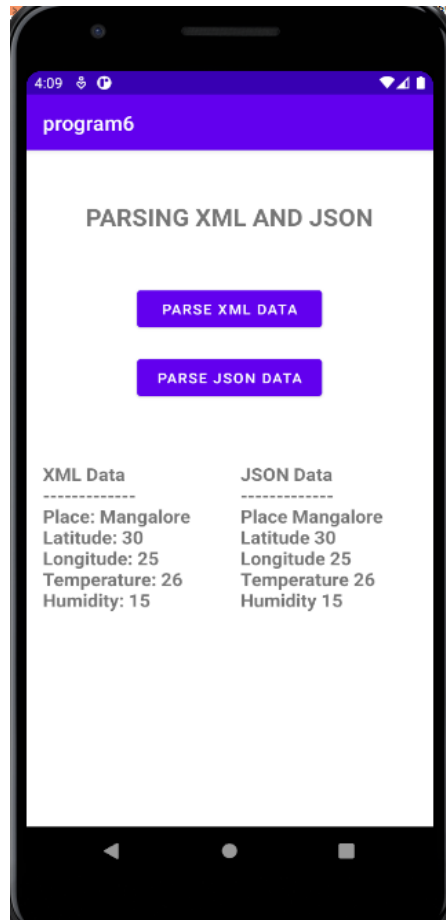 4:09
program6
PARSING XML AND JSON
PARSE XML DATA
PARSE JSON DATA
XML Data
-------------
Place: Mangalore
Latitude: 30
Longitude: 25
Temperature: 26
Humidity: 15
JSON Data
-------------
Place Mangalore
Latitude 30
Longitude 25
Temperature 26
Humidity 15